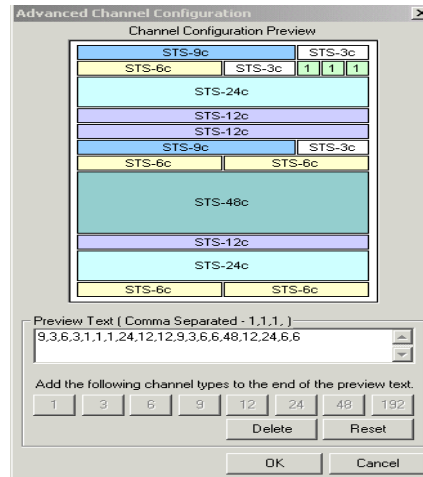 Advanced Channel Configuration
Channel Configuration Preview
STS-9c STS-3c
STS-6c STS-3c 1 1 1
STS-24c
STS-12c
STS-12c
STS-9c STS-3c
STS-6c STS-6c
STS-48c
STS-12c
STS-24c
STS-6c STS-6c
Preview Text ( Comma Separated - 1,1,1, )
9,3,6,3,1,1,1,24,12,12,9,3,6,6,48,12,24,6,6
Add the following channel types to the end of the preview text.
1 3 6 9 12 24 48 192
Delete Reset
OK Cancel